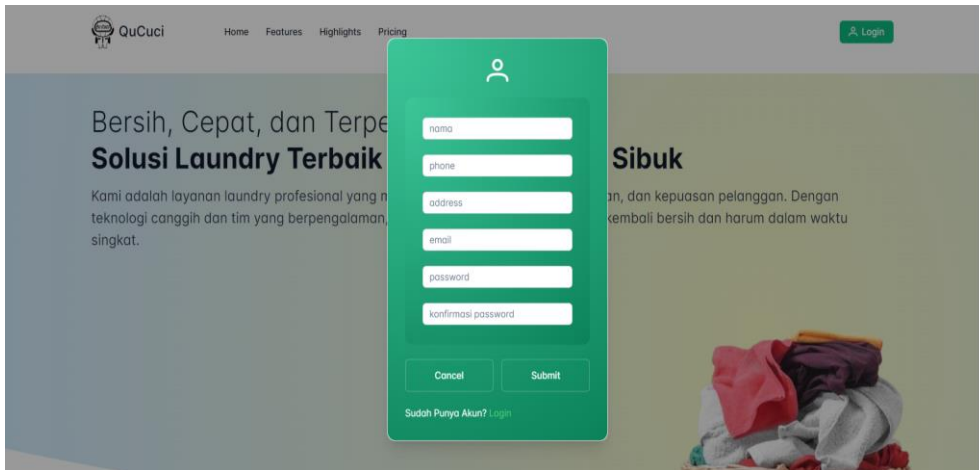 QuCuci
Home Features Highlights Pricing
Login
Bersih, Cepat, dan
Solusi Laundry Terbaik Sibuk
Kami adalah layanan laundry profesional yang dan kepuasan pelanggan. Dengan
teknologi canggih dan tim yang berpengalaman, kembali bersih dan harum dalam waktu
singkat.
nama
phone
address
email
password
konfirmasi password
Cancel Submit
Sudah Punya Akun? Login